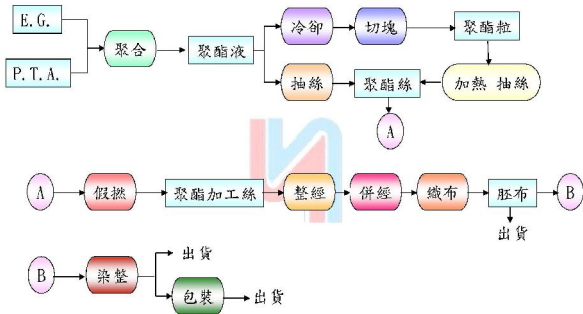 E.G.
P.T.A.
聚合
聚酯液
冷卻
切塊
聚酯粒
抽絲
聚酯絲
加熱 抽絲
A
A
假撚
聚酯加工絲
整經
併經
織布
胚布
B
出貨
B
染整
出貨
包裝
出貨